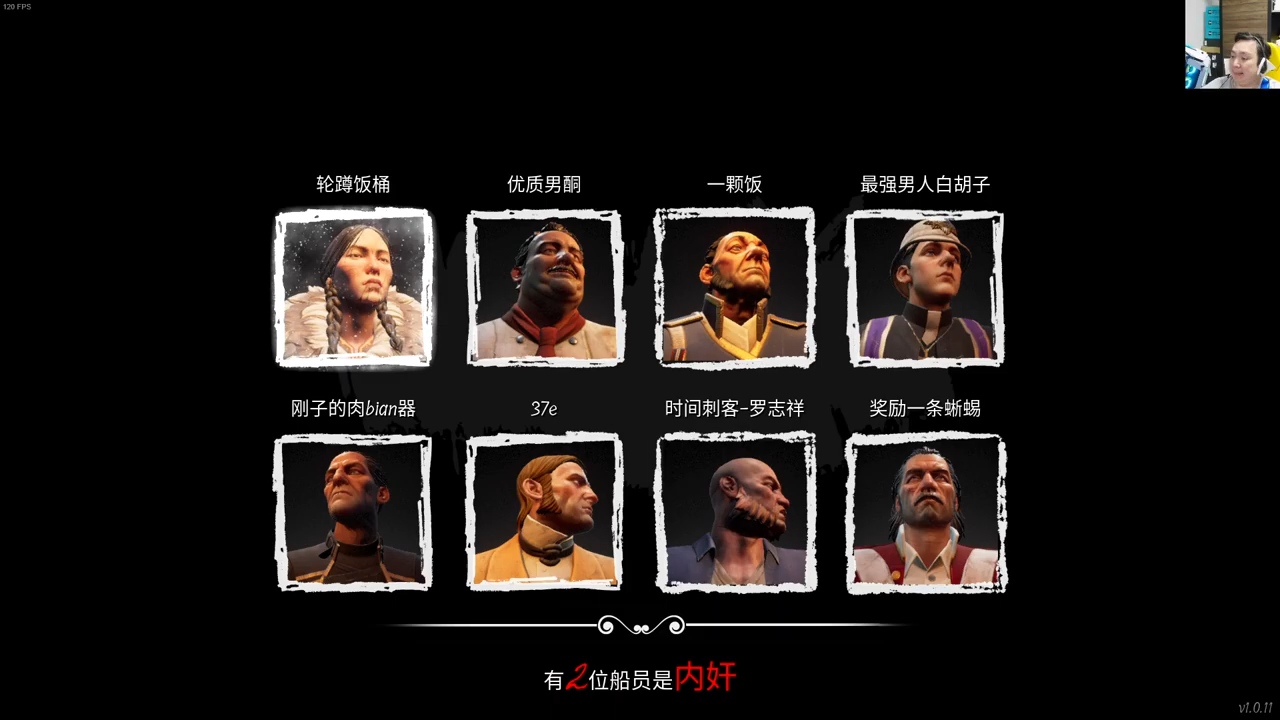 120 FPS
轮蹲饭桶
优质男酮
一颗饭
最强男人白胡子
刚子的肉bian器
37e
时间刺客-罗志祥
奖励一条蜥蜴
有2位船员是内奸
v1.0.11